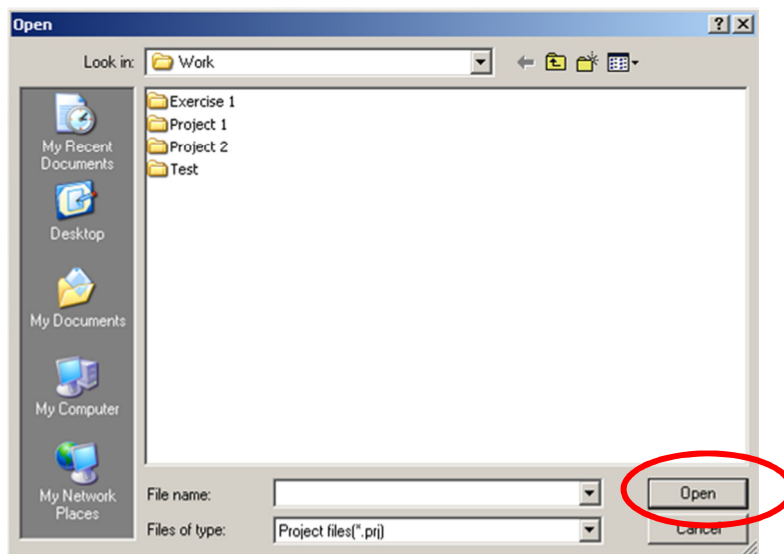 Open
Look in:
Work
Exercise 1
Project 1
Project 2
Test
My Recent
Documents
Desktop
My Documents
My Computer
My Network
Places
File name:
Open
Files of type:
Project files(*.prj)
Cancel